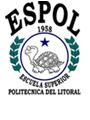 ESPOL
1958
ESCUELA SUPERIOR
POLITECNICA DEL LITORAL